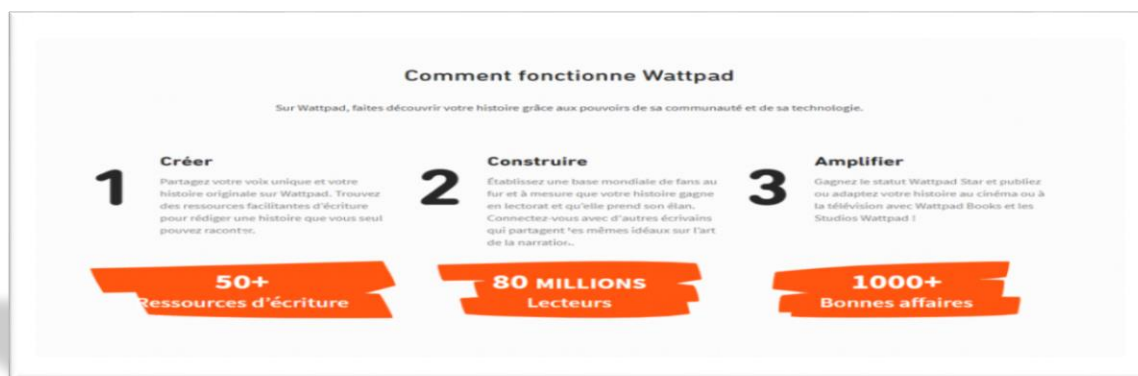 Comment fonctionne Wattpad
Sur Wattpad, faites découvrir votre histoire grâce aux pouvoirs de sa communauté et de sa technologie.
1
Créer
Partagez votre voix unique et votre
histoire originale sur Wattpad. Trouvez
des ressources facilitantes d'écriture
pour rédiger une histoire que vous seul
pouvez raconter.
50+
Ressources d'écriture
2
Construire
Établissez une base mondiale de fans au
fur et à mesure que votre histoire gagne
en lectorat et qu'elle prend son élan.
Connectez-vous avec d'autres écrivains
qui partagent les mêmes idéaux sur l'art
de la narration.
80 MILLIONS
Lecteurs
3
Amplifier
Gagnez le statut Wattpad Star et publiez
ou adaptez votre histoire au cinéma ou à
la télévision avec Wattpad Books et les
Studios Wattpad !
1000+
Bonnes affaires